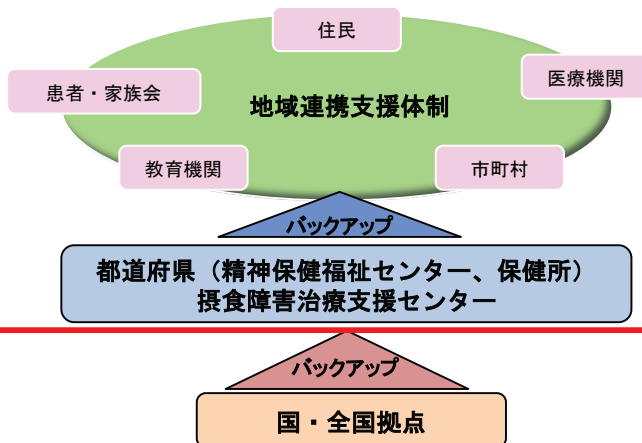 住民
患者・家族会
医療機関
地域連携支援体制
教育機関
市町村
バックアップ
都道府県（精神保健福祉センター、保健所）
摂食障害治療支援センター
バックアップ
国・全国拠点